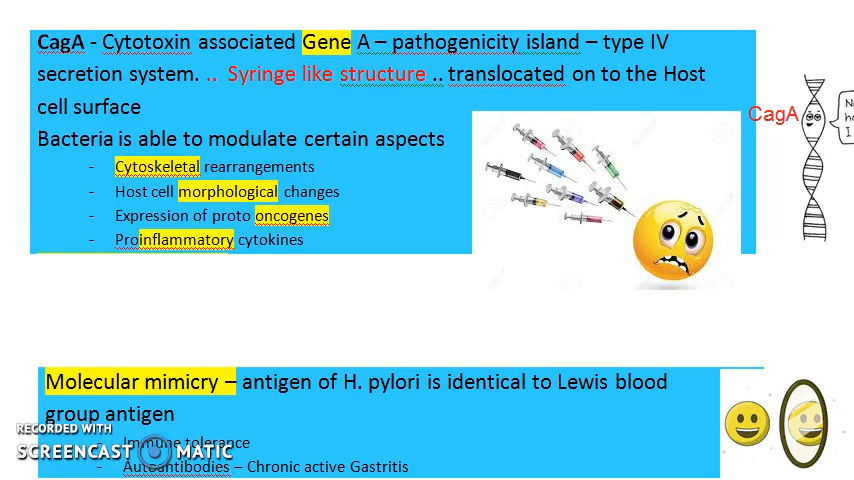 CagA - Cytotoxin associated Gene A – pathogenicity island – type IV
secretion system. .. Syringe like structure .. translocated on to the Host
cell surface
Bacteria is able to modulate certain aspects
- Cytoskeletal rearrangements
- Host cell morphological changes
- Expression of proto oncogenes
- Proinflammatory cytokines
CagA
Molecular mimicry – antigen of H. pylori is identical to Lewis blood
group antigen
- Immune tolerance
- Autoantibodies – Chronic active Gastritis
RECORDED WITH
SCREENCAST MATIC